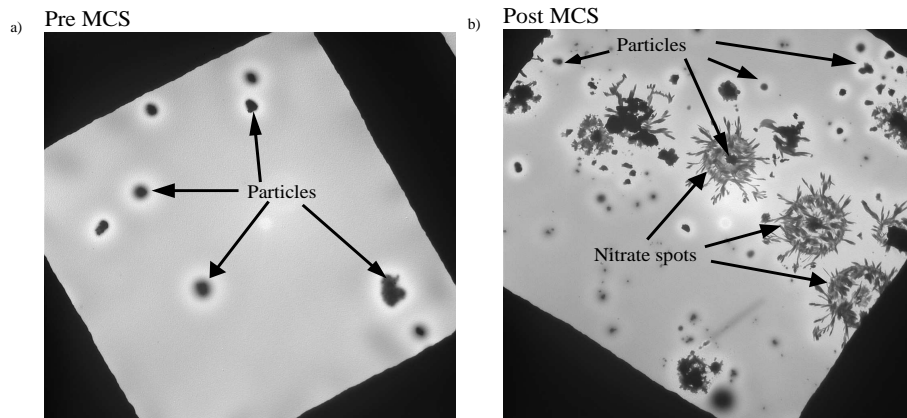 a)
Pre MCS
Particles
b)
Post MCS
Particles
Nitrate spots